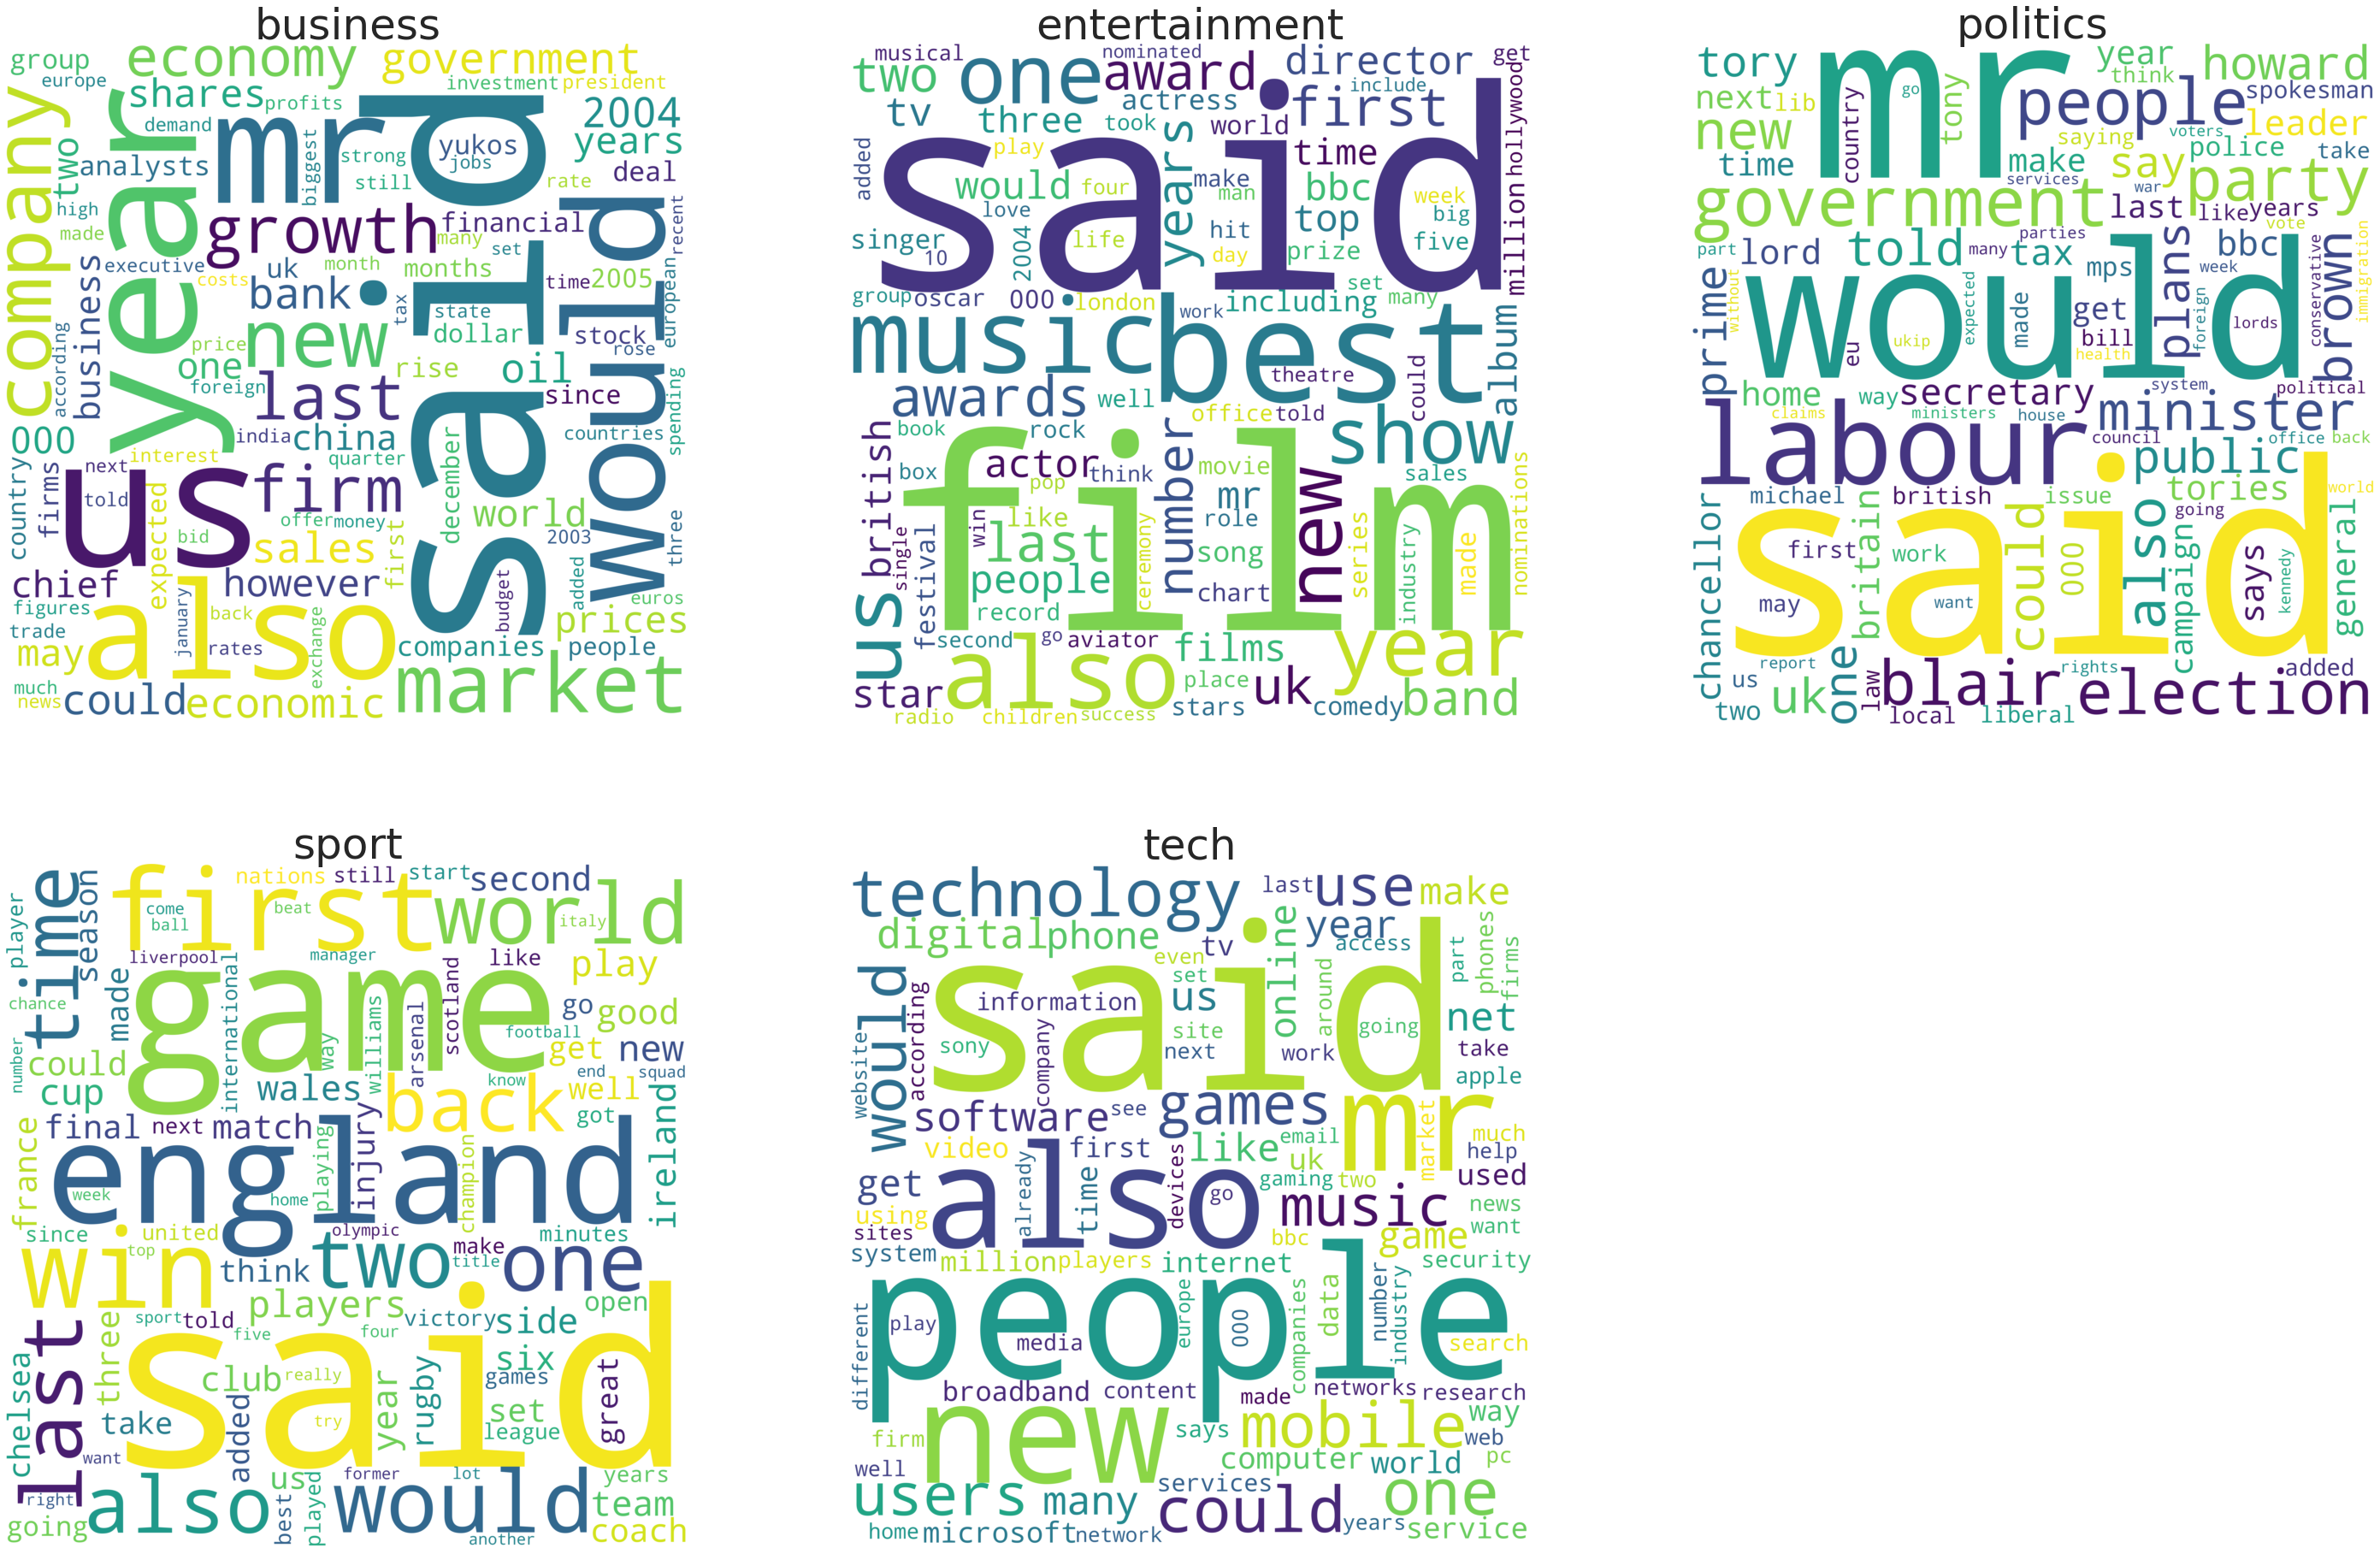 business
group
europe
economy
government
investment
president
shares
profits
2004
years
demand
analysts
company
two
year
mr
said
yukos
jobs
strong
still
biggest
rate
deal
high
made
growth
financial
many
set
recent
european
would
executive
costs
uk
month
months
time
2005
bank
business
according
new
tax
state
dollar
stock
rose
price
one
foreign
rise
oil
last
since
000
india
china
december
countries
spending
interest
quarter
country
firms
next
told
us
firm
offer
money
world
2003
three
expected
bid
sales
first
chief
however
budget
added
euros
figures
trade
january
back
rates
exchange
also
prices
may
companies
people
much
news
could
economic
market
entertainment
musical
nominated
get
two
one
award
director
include
hollywood
tv
actress
first
three
took
world
added
play
years
time
said
would
four
make
man
bbc
week
million
love
singer
life
hit
top
big
five
10
2004
day
prize
group
oscar
000
london
including
set
many
music
work
best
album
theatre
could
awards
well
office
told
show
book
rock
british
box
actor
think
number
movie
new
sales
nominations
film
pop
mr
like
role
win
last
song
series
industry
made
single
festival
people
ceremony
chart
record
us
second
go
aviator
films
year
star
also
place
uk
band
radio
children
success
stars
comedy
politics
tory
mr
year
think
howard
next
lib
go
tony
people
spokesman
new
country
saying
voters
leader
time
make
say
police
take
government
services
war
party
last
like
years
part
lord
told
many
parties
tax
plans
bbc
vote
immigration
prime
without
would
mps
week
brown
conservative
foreign
expected
made
get
lords
eu
ukip
bill
health
home
way
secretary
system
political
claims
ministers
house
minister
labour
council
office
back
public
michael
british
issue
tories
world
chancellor
said
going
first
britain
work
could
000
also
campaign
says
kennedy
general
may
want
us
report
one
rights
added
two
uk
law
blair
election
local
liberal
sport
player
time
season
first
nations
still
start
second
come
ball
beat
world
italy
liverpool
manager
like
play
chance
made
game
scotland
go
good
number
international
way
williams
arsenal
football
could
get
new
cup
wales
know
end
squad
back
well
got
final
next
match
injury
ireland
france
england
playing
champion
week
home
since
united
olympic
make
minutes
win
top
think
two
title
one
players
open
sport
told
victory
side
last
three
five
four
said
six
chelsea
club
really
games
great
take
added
try
year
rugby
set
league
want
us
former
lot
years
right
also
best
played
would
team
going
another
coach
tech
technology
last
use
make
digital
phone
tv
year
access
online
even
set
part
phones
firms
would
said
information
us
around
site
going
net
website
according
sony
company
next
work
take
apple
software
see
games
mr
video
first
like
email
market
much
uk
help
get
also
already
time
devices
go
gaming
two
used
using
music
news
sites
bbc
game
want
system
million
players
internet
security
people
europe
data
number
industry
different
play
media
000
companies
search
broadband
content
made
networks
research
new
mobile
way
firm
says
web
well
computer
world
pc
services
users
many
could
one
home
microsoft
network
years
service